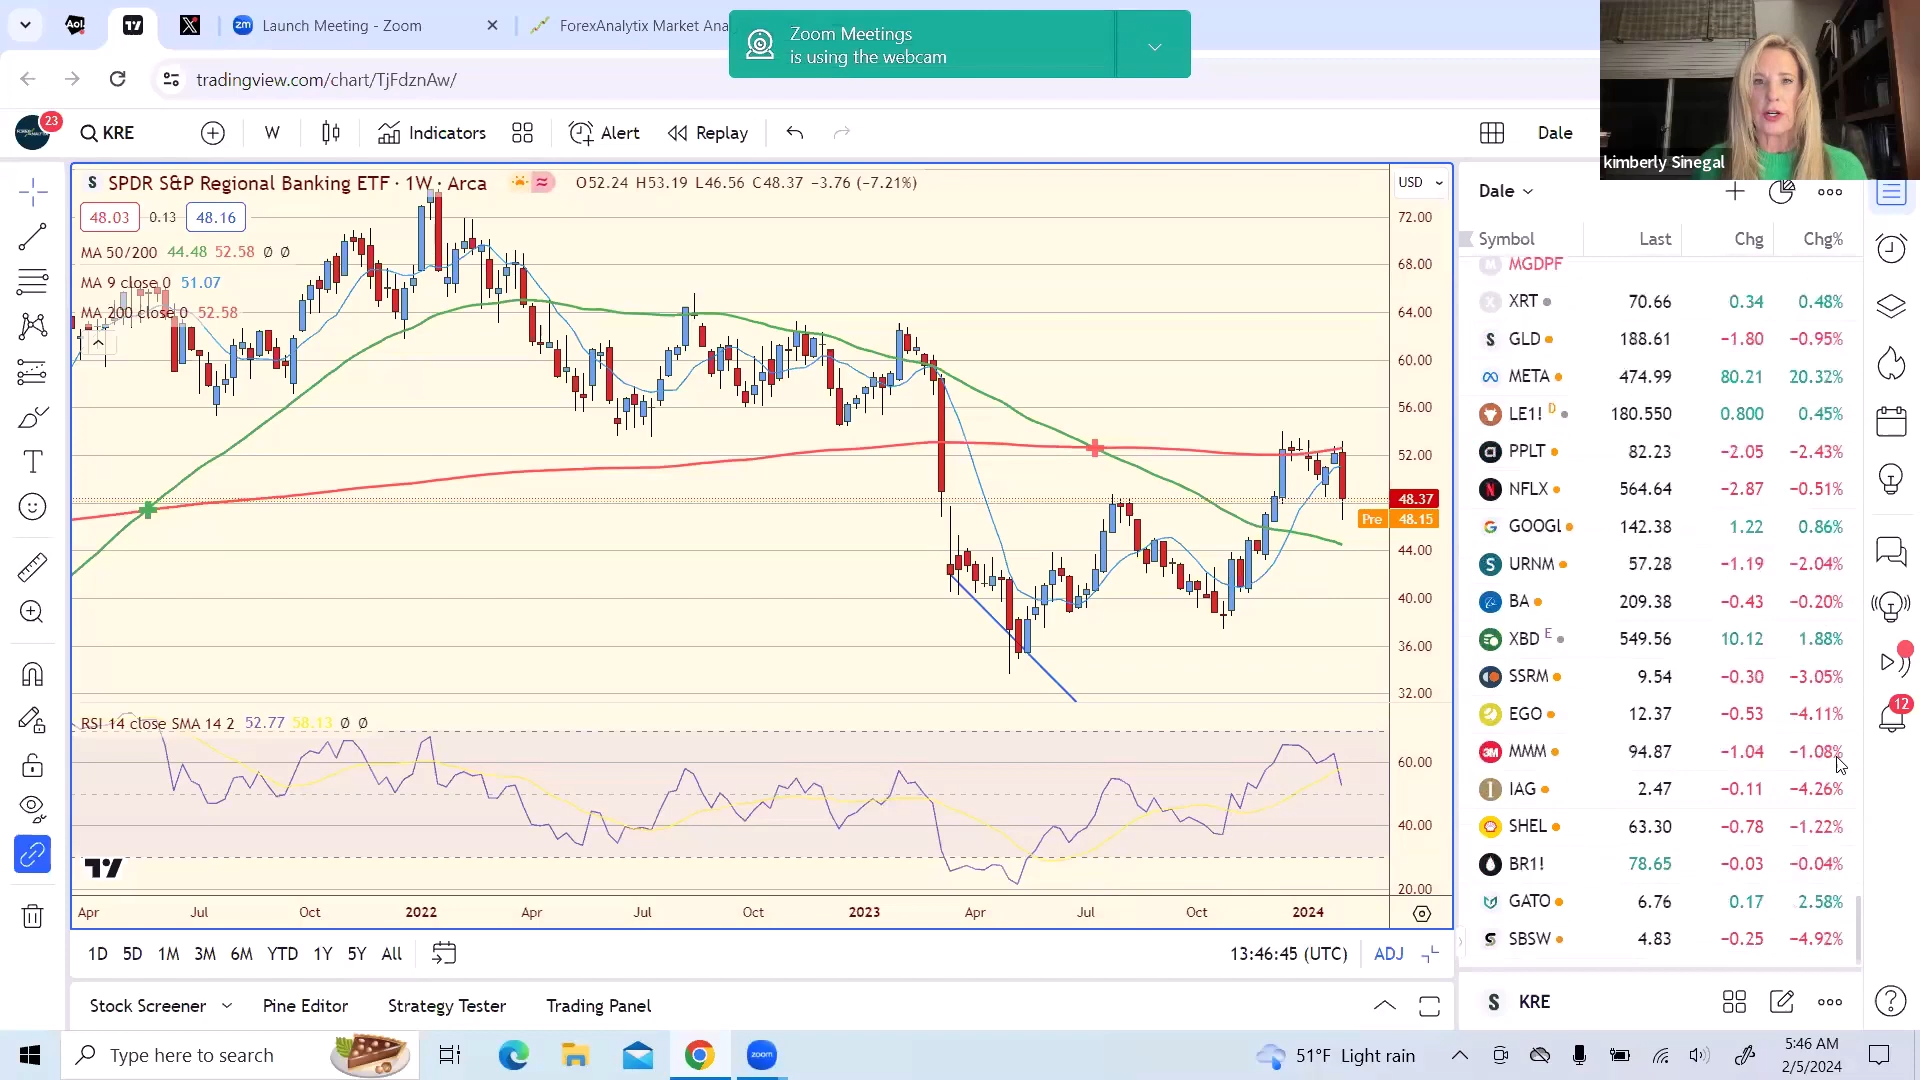 Aol
Launch Meeting - Zoom
ForexAnalytix Market Ana
Zoom Meetings
is using the webcam
tradingview.com/chart/TjFdznAw/
kimberly Sinegal
23
KRE
W
Indicators
Alert
Replay
Dale
SPDR S&P Regional Banking ETF · 1W · Arca
O52.24 H53.19 L46.56 C48.37 −3.76 (−7.21%)
USD
48.03 0.13 48.16
MA 50/200 44.48 52.58 Ø Ø
MA 9 close 0 51.07
MA 200 close 0 52.58
72.00
68.00
64.00
60.00
56.00
52.00
48.37
Pre 48.15
44.00
40.00
36.00
32.00
RSI 14 close SMA 14 2 52.77 58.13 Ø Ø
60.00
40.00
20.00
Apr Jul Oct 2022 Apr Jul Oct 2023 Apr Jul Oct 2024
1D 5D 1M 3M 6M YTD 1Y 5Y All
13:46:45 (UTC) ADJ
Stock Screener Pine Editor Strategy Tester Trading Panel
Dale
Symbol Last Chg Chg%
MGDPF
XRT 70.66 0.34 0.48%
GLD 188.61 −1.80 −0.95%
META 474.99 80.21 20.32%
LE1! D 180.550 0.800 0.45%
PPLT 82.23 −2.05 −2.43%
NFLX 564.64 −2.87 −0.51%
GOOGL 142.38 1.22 0.86%
URNM 57.28 −1.19 −2.04%
BA 209.38 −0.43 −0.20%
XBD E 549.56 10.12 1.88%
SSRM 9.54 −0.30 −3.05%
EGO 12.37 −0.53 −4.11%
MMM 94.87 −1.04 −1.08%
IAG 2.47 −0.11 −4.26%
SHEL 63.30 −0.78 −1.22%
BR1! 78.65 −0.03 −0.04%
GATO 6.76 0.17 2.58%
SBSW 4.83 −0.25 −4.92%
KRE
12
Type here to search
zoom
51°F Light rain
5:46 AM
2/5/2024